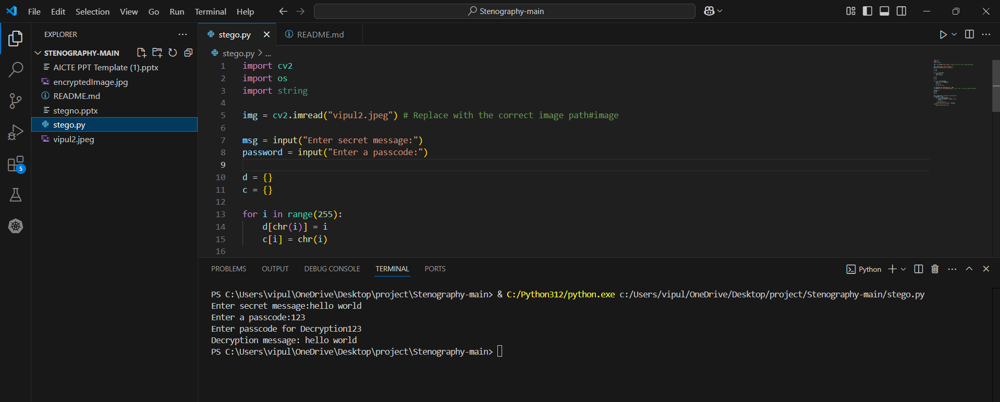 File Edit Selection View Go Run Terminal Help
Stenography-main
EXPLORER
STENOGRAPHY-MAIN
AICTE PPT Template (1).pptx
encryptedImage.jpg
README.md
stegno.pptx
stego.py
vipul2.jpeg
5
stego.py README.md
stego.py > ...
1 import cv2
2 import os
3 import string
4
5 img = cv2.imread("vipul2.jpeg") # Replace with the correct image path#image
6
7 msg = input("Enter secret message:")
8 password = input("Enter a passcode:")
9
10 d = {}
11 c = {}
12
13 for i in range(255):
14     d[chr(i)] = i
15     c[i] = chr(i)
16
PROBLEMS OUTPUT DEBUG CONSOLE TERMINAL PORTS
Python
PS C:\Users\vipul\OneDrive\Desktop\project\Stenography-main> & C:/Python312/python.exe c:/Users/vipul/OneDrive/Desktop/project/Stenography-main/stego.py
Enter secret message:hello world
Enter a passcode:123
Enter passcode for Decryption123
Decryption message: hello world
PS C:\Users\vipul\OneDrive\Desktop\project\Stenography-main>